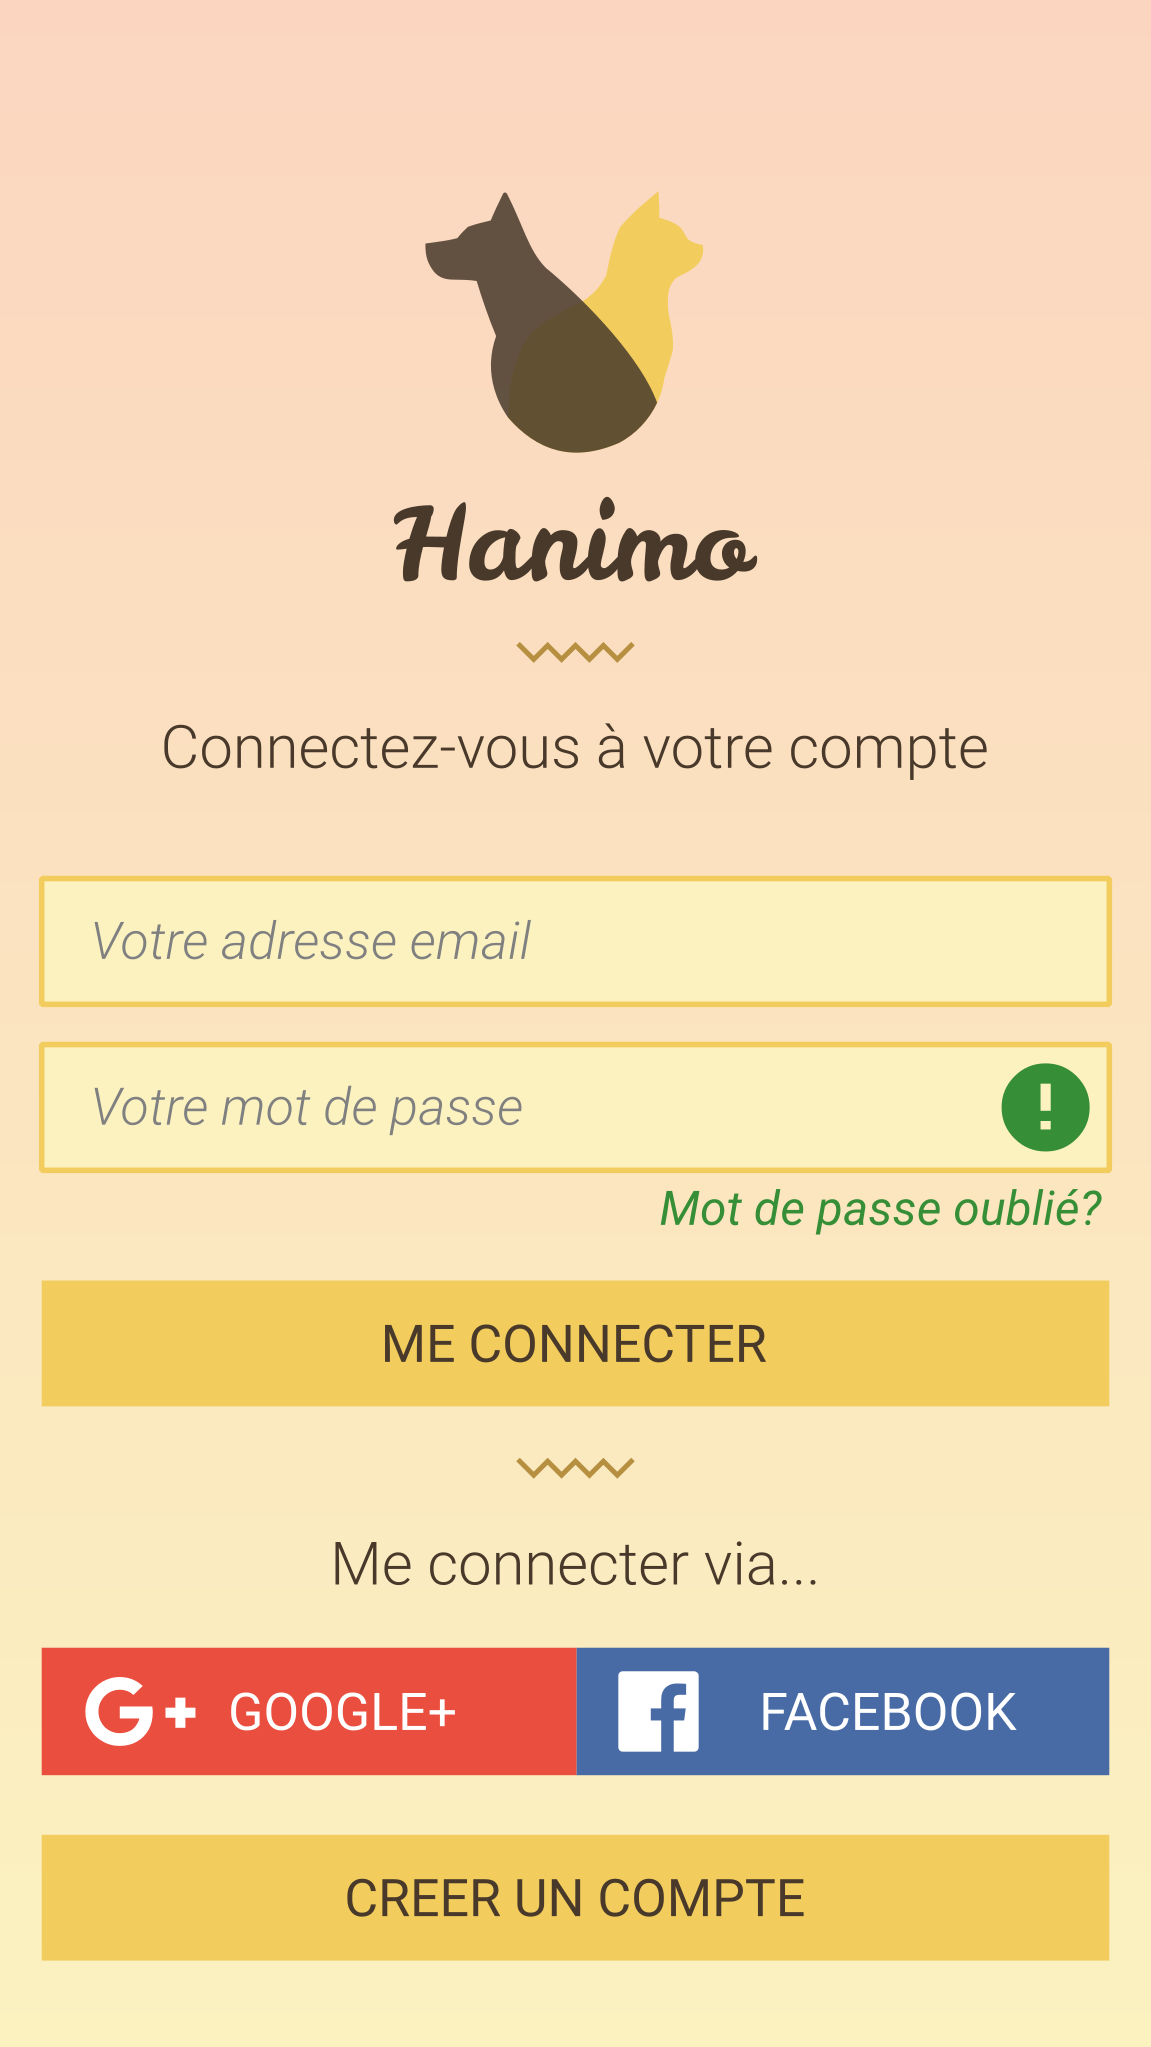 Hanimo
Connectez-vous à votre compte
Votre adresse email
Votre mot de passe
Mot de passe oublié?
ME CONNECTER
Me connecter via...
G+ GOOGLE+
f FACEBOOK
CREER UN COMPTE